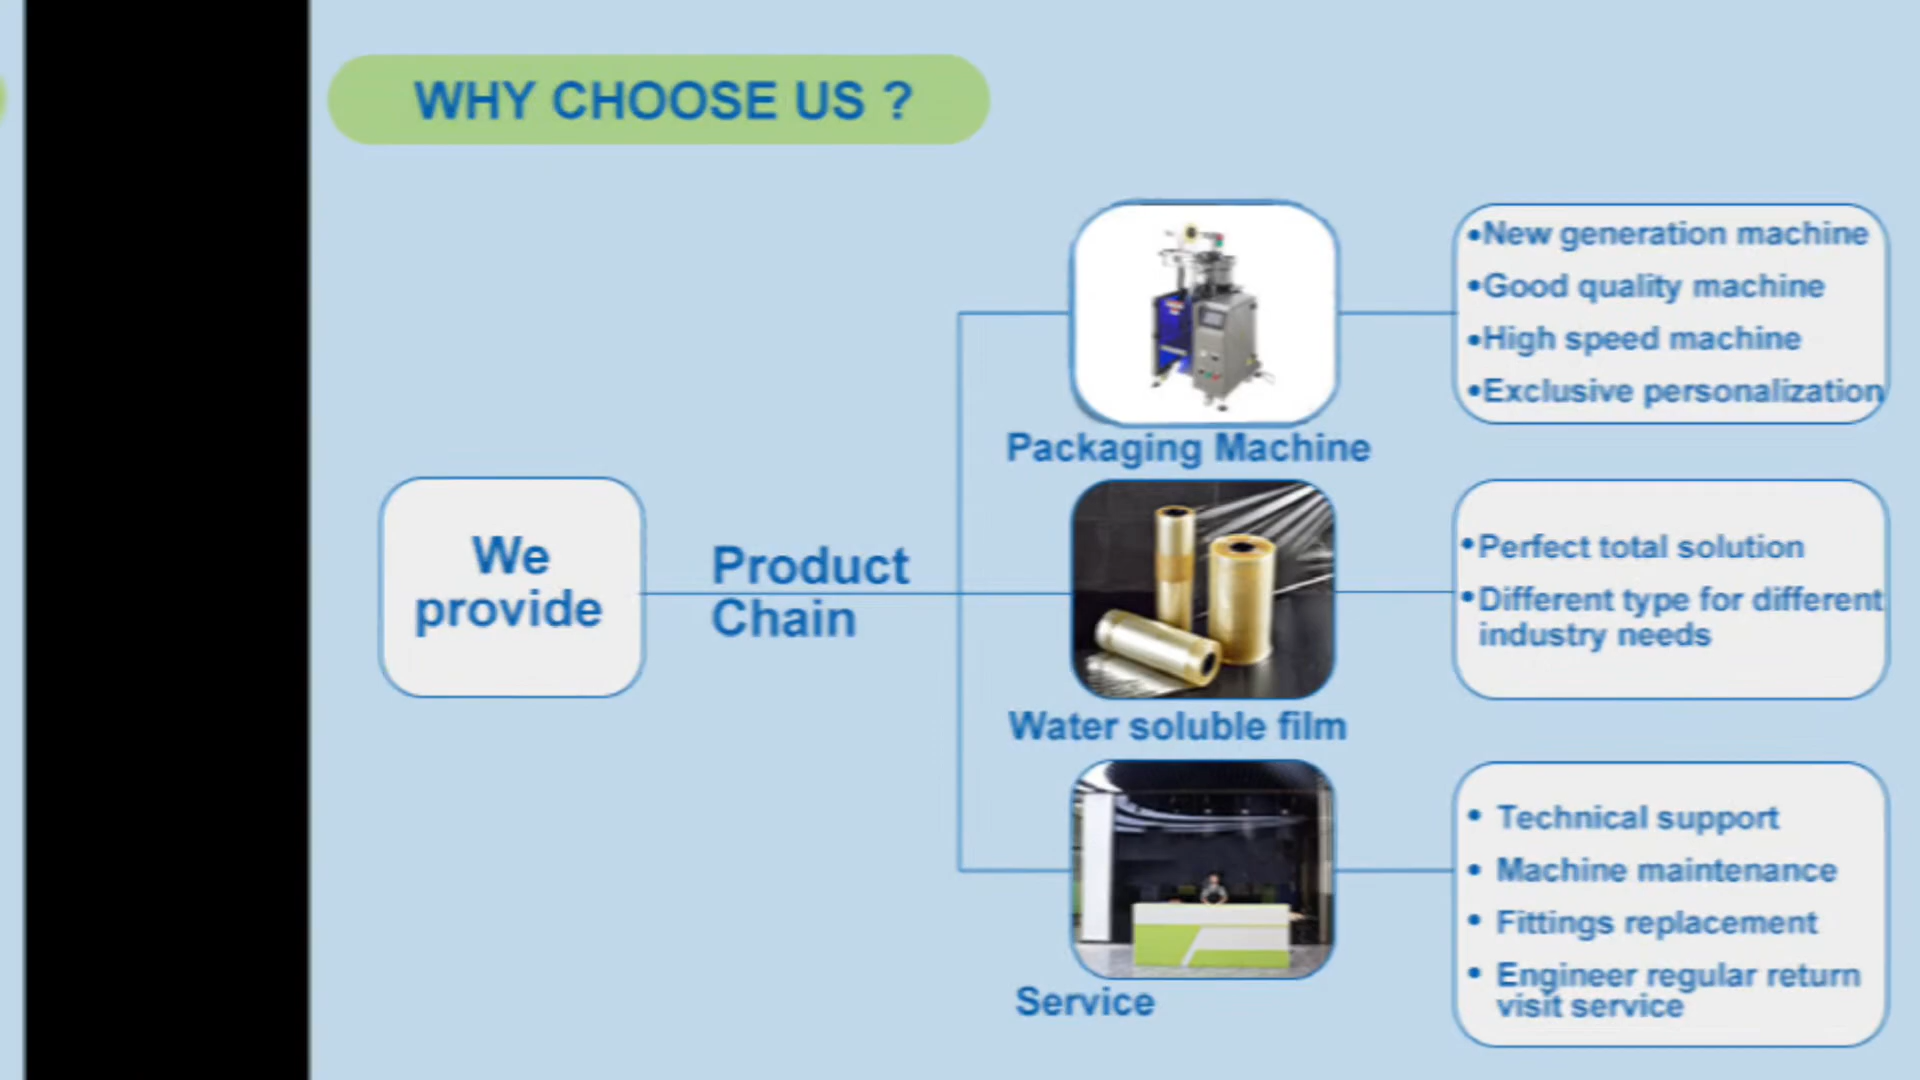 WHY CHOOSE US ?
•New generation machine
•Good quality machine
•High speed machine
•Exclusive personalization
Packaging Machine
We
provide
Product
Chain
•Perfect total solution
•Different type for different
industry needs
Water soluble film
• Technical support
• Machine maintenance
• Fittings replacement
• Engineer regular return
visit service
Service